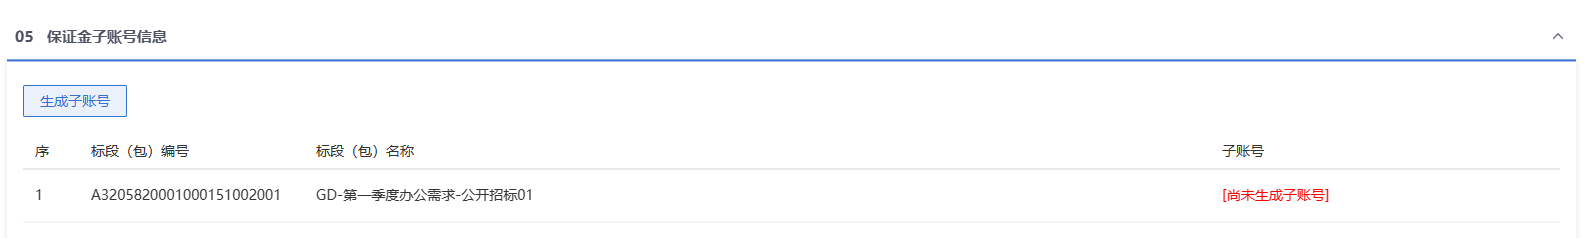 05 保证金子账号信息
生成子账号
序 标段（包）编号 标段（包）名称 子账号
1 A3205820001000151002001 GD-第一季度办公需求-公开招标01 [尚未生成子账号]